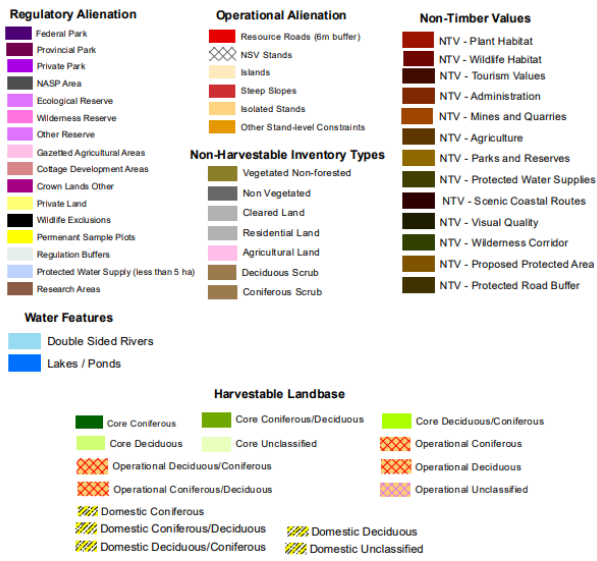 Regulatory Alienation
Federal Park
Provincial Park
Private Park
NASP Area
Ecological Reserve
Wilderness Reserve
Other Reserve
Gazetted Agricultural Areas
Cottage Development Areas
Crown Lands Other
Private Land
Wildlife Exclusions
Permenant Sample Plots
Regulation Buffers
Protected Water Supply (less than 5 ha)
Research Areas
Operational Alienation
Resource Roads (6m buffer)
NSV Stands
Islands
Steep Slopes
Isolated Stands
Other Stand-level Constraints
Non-Harvestable Inventory Types
Vegetated Non-forested
Non Vegetated
Cleared Land
Residential Land
Agricultural Land
Deciduous Scrub
Coniferous Scrub
Non-Timber Values
NTV - Plant Habitat
NTV - Wildlife Habitat
NTV - Tourism Values
NTV - Administration
NTV - Mines and Quarries
NTV - Agriculture
NTV - Parks and Reserves
NTV - Protected Water Supplies
NTV - Scenic Coastal Routes
NTV - Visual Quality
NTV - Wilderness Corridor
NTV - Proposed Protected Area
NTV - Protected Road Buffer
Water Features
Double Sided Rivers
Lakes / Ponds
Harvestable Landbase
Core Coniferous
Core Coniferous/Deciduous
Core Deciduous/Coniferous
Core Deciduous
Core Unclassified
Operational Coniferous
Operational Deciduous/Coniferous
Operational Deciduous
Operational Coniferous/Deciduous
Operational Unclassified
Domestic Coniferous
Domestic Coniferous/Deciduous
Domestic Deciduous
Domestic Deciduous/Coniferous
Domestic Unclassified